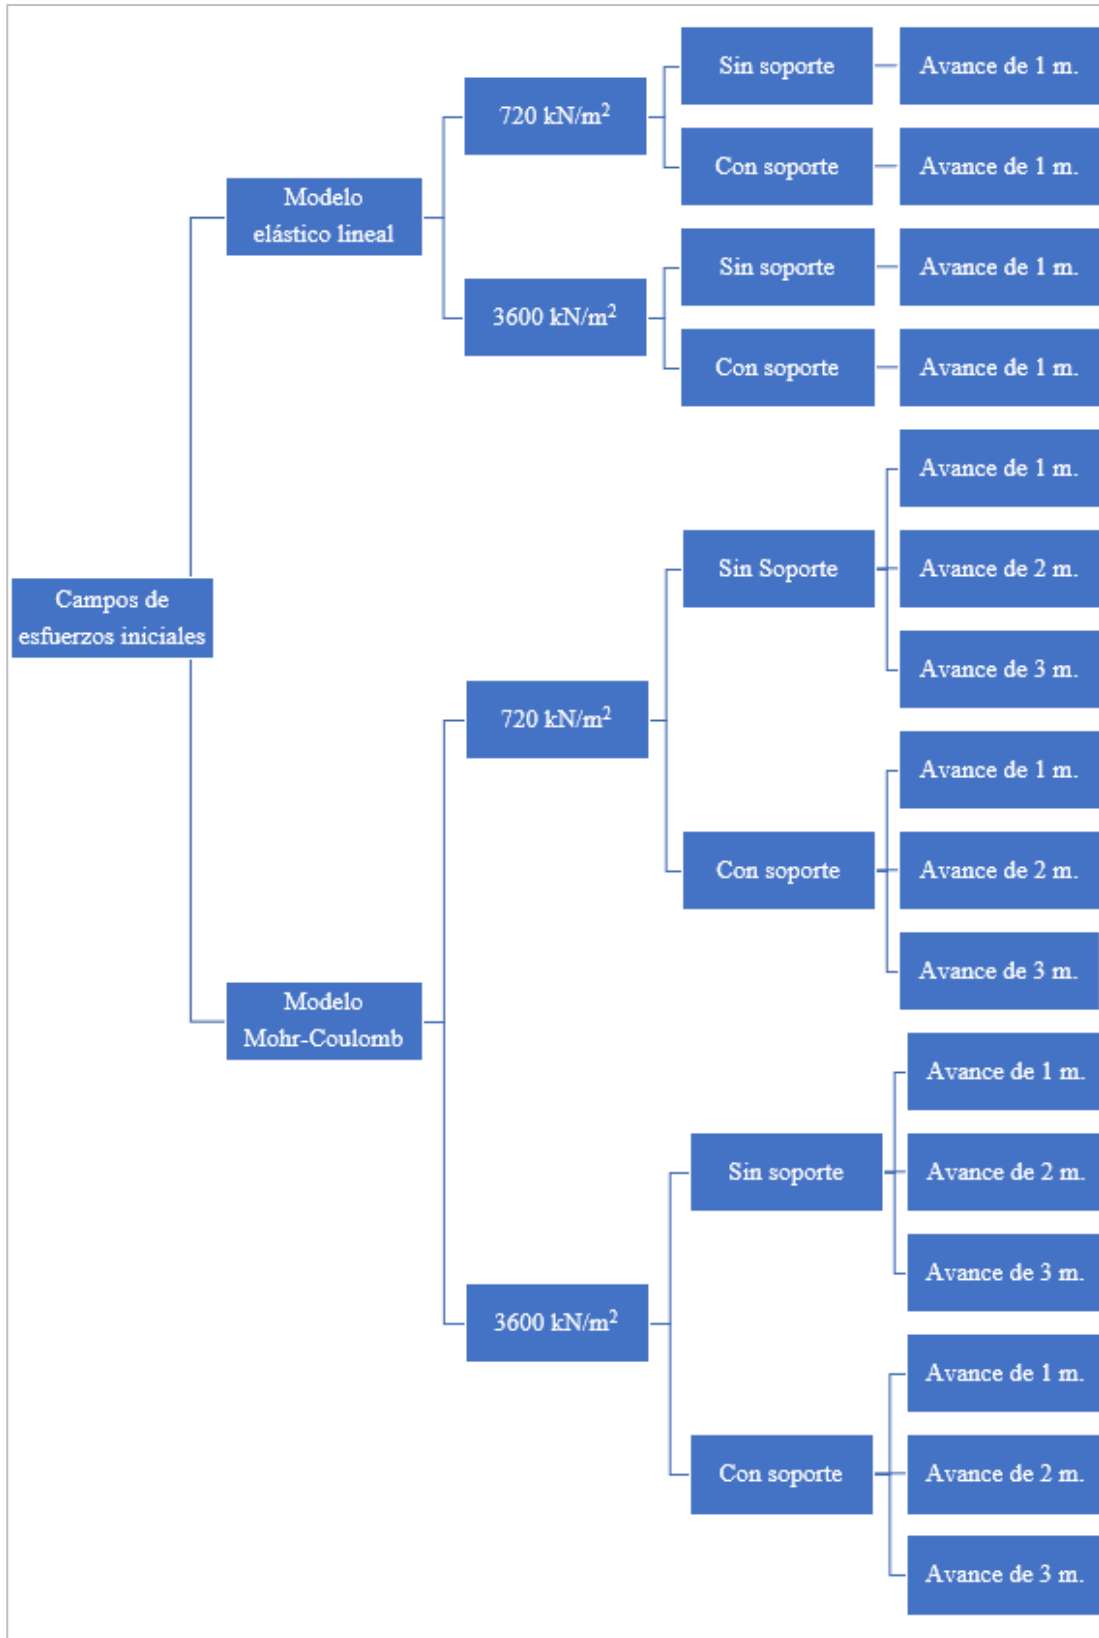 Campos de
esfuerzos iniciales
Modelo
elástico lineal
720 kN/m²
Sin soporte
Avance de 1 m.
Con soporte
Avance de 1 m.
3600 kN/m²
Sin soporte
Avance de 1 m.
Con soporte
Avance de 1 m.
Modelo
Mohr-Coulomb
720 kN/m²
Sin Soporte
Avance de 1 m.
Avance de 2 m.
Avance de 3 m.
Con soporte
Avance de 1 m.
Avance de 2 m.
Avance de 3 m.
3600 kN/m²
Sin soporte
Avance de 1 m.
Avance de 2 m.
Avance de 3 m.
Con soporte
Avance de 1 m.
Avance de 2 m.
Avance de 3 m.